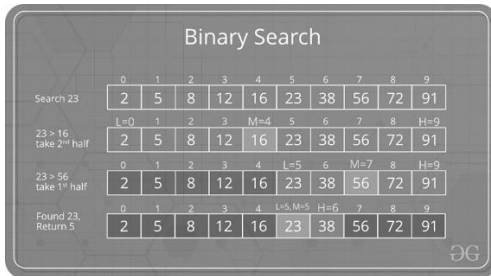 Binary Search
0 1 2 3 4 5 6 7 8 9
Search 23 2 5 8 12 16 23 38 56 72 91
L=0 1 2 3 M=4 5 6 7 8 H=9
23 > 16
take 2nd half 2 5 8 12 16 23 38 56 72 91
0 1 2 3 4 L=5 6 M=7 8 H=9
23 > 56
take 1st half 2 5 8 12 16 23 38 56 72 91
0 1 2 3 4 L=5, M=5 H=6 7 8 9
Found 23,
Return 5 2 5 8 12 16 23 38 56 72 91
GG